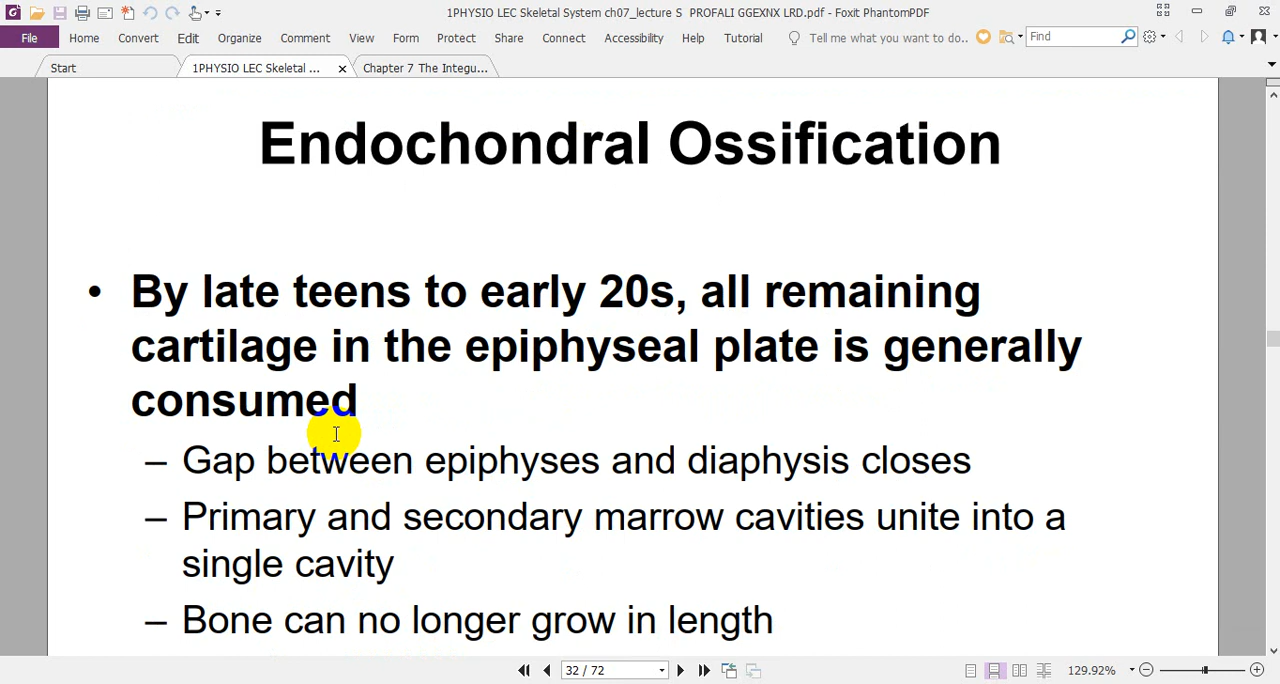 1PHYSIO LEC Skeletal System ch07_lecture S PROFALI GGEXNX LRD.pdf - Foxit PhantomPDF
File Home Convert Edit Organize Comment View Form Protect Share Connect Accessibility Help Tutorial Tell me what you want to do.. Find
Start 1PHYSIO LEC Skeletal ... Chapter 7 The Integu...
Endochondral Ossification
• By late teens to early 20s, all remaining
cartilage in the epiphyseal plate is generally
consumed
– Gap between epiphyses and diaphysis closes
– Primary and secondary marrow cavities unite into a
single cavity
– Bone can no longer grow in length
32 / 72 129.92%